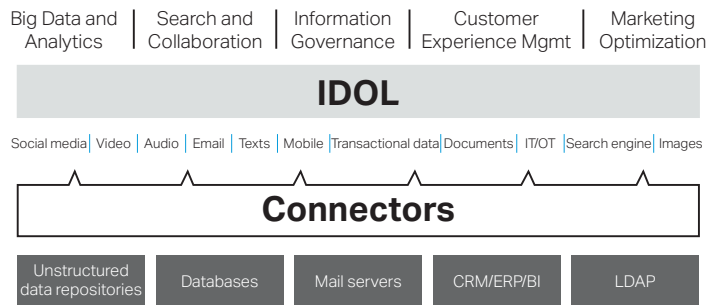 Big Data and Analytics | Search and Collaboration | Information Governance | Customer Experience Mgmt | Marketing Optimization
IDOL
Social media | Video | Audio | Email | Texts | Mobile | Transactional data | Documents | IT/OT | Search engine | Images
Connectors
Unstructured data repositories Databases Mail servers CRM/ERP/BI LDAP